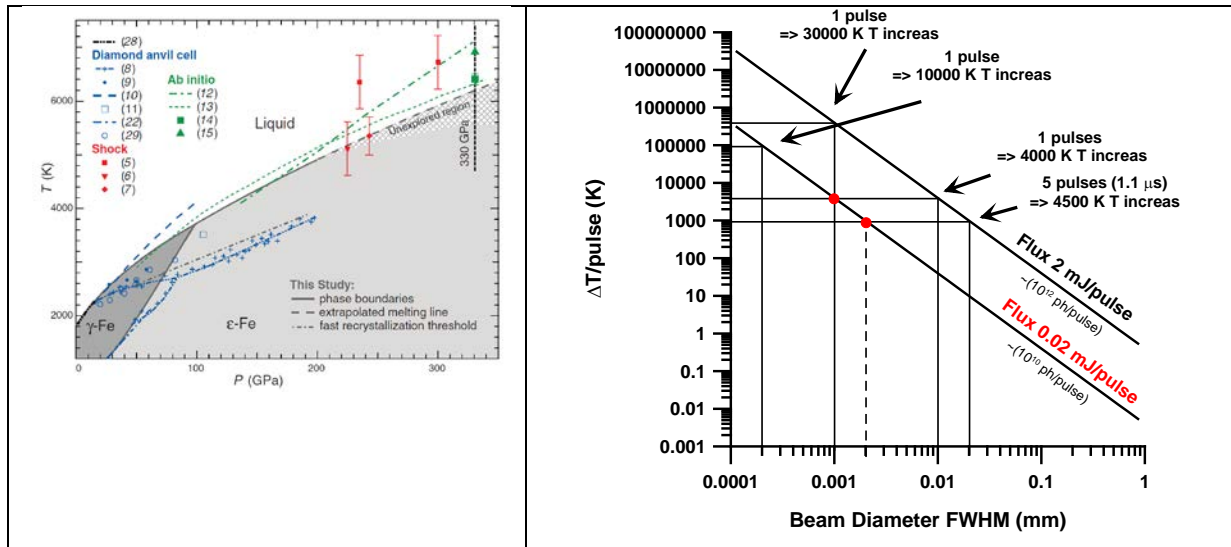 (28)
Diamond anvil cell
(8)
(9)
(10)
(11)
(22)
(29)
Shock
(5)
(6)
(7)
Ab initio
(12)
(13)
(14)
(15)
Liquid
Unexplored region
330 GPa
This Study:
phase boundaries
extrapolated melting line
fast recrystallization threshold
γ-Fe
ε-Fe
6000
4000
2000
T (K)
0
100
200
300
P (GPa)
1 pulse
=> 30000 K T increas
1 pulse
=> 10000 K T increas
1 pulses
=> 4000 K T increas
5 pulses (1.1 μs)
=> 4500 K T increas
Flux 2 mJ/pulse
~(10¹² ph/pulse)
Flux 0.02 mJ/pulse
~(10¹⁰ ph/pulse)
100000000
10000000
1000000
100000
10000
1000
100
10
1
0.1
0.01
0.001
ΔT/pulse (K)
0.0001
0.001
0.01
0.1
1
Beam Diameter FWHM (mm)